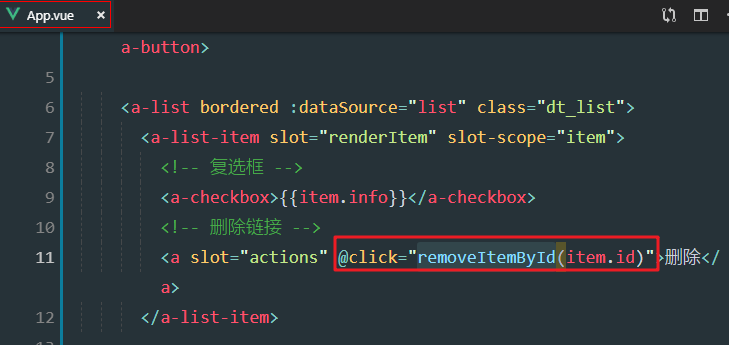 App.vue ×
a-button>
5
6 <a-list bordered :dataSource="list" class="dt_list">
7 <a-list-item slot="renderItem" slot-scope="item">
8 <!-- 复选框 -->
9 <a-checkbox>{{item.info}}</a-checkbox>
10 <!-- 删除链接 -->
11 <a slot="actions" @click="removeItemById(item.id)">删除</
a>
12 </a-list-item>